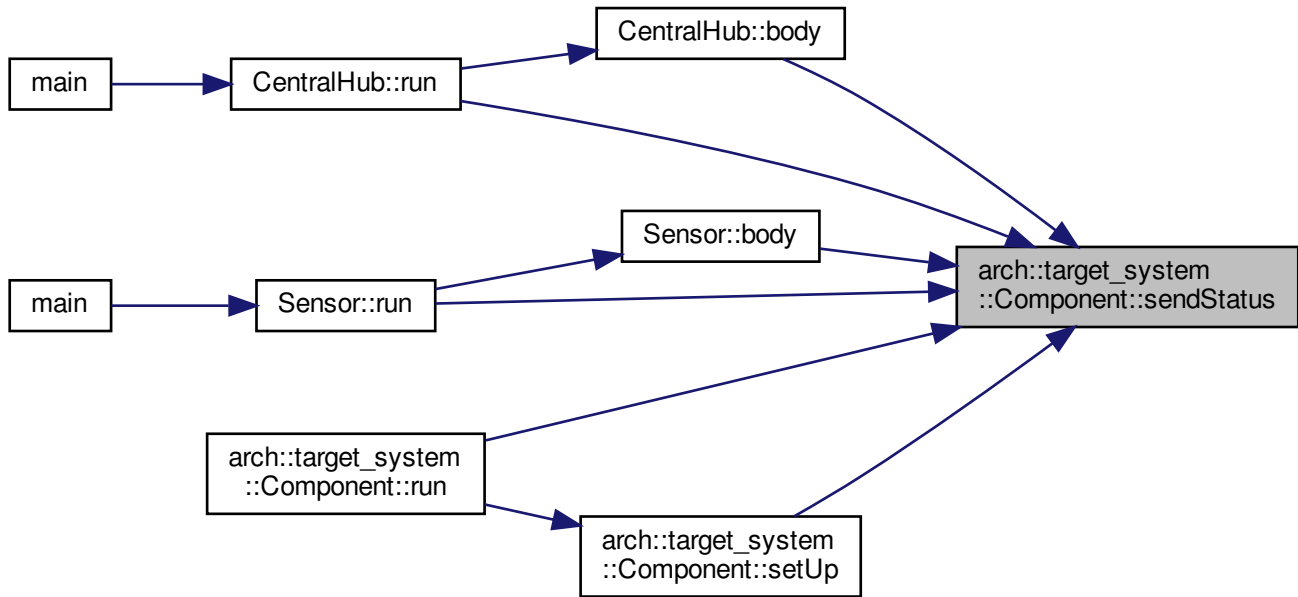 CentralHub::body
main
CentralHub::run
Sensor::body
arch::target_system
::Component::sendStatus
main
Sensor::run
arch::target_system
::Component::run
arch::target_system
::Component::setUp